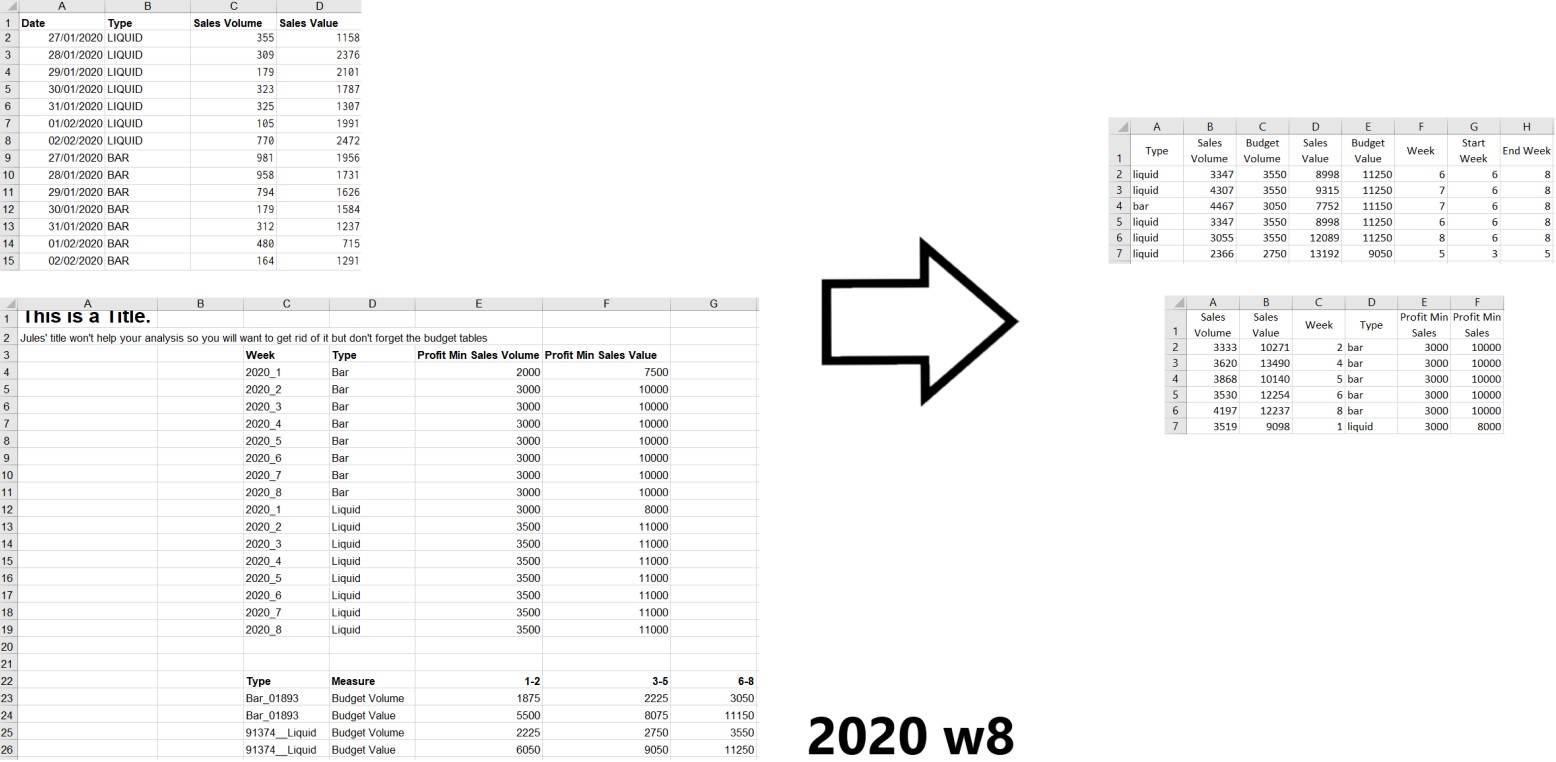 A B C D
1 Date Type Sales Volume Sales Value
2 27/01/2020 LIQUID 355 1158
3 28/01/2020 LIQUID 309 2376
4 29/01/2020 LIQUID 179 2101
5 30/01/2020 LIQUID 323 1787
6 31/01/2020 LIQUID 325 1307
7 01/02/2020 LIQUID 105 1991
8 02/02/2020 LIQUID 770 2472
9 27/01/2020 BAR 981 1956
10 28/01/2020 BAR 958 1731
11 29/01/2020 BAR 794 1626
12 30/01/2020 BAR 179 1584
13 31/01/2020 BAR 312 1237
14 01/02/2020 BAR 480 715
15 02/02/2020 BAR 164 1291
A B C D E F G
1 This is a Title.
2 Jules' title won't help your analysis so you will want to get rid of it but don't forget the budget tables
3 Week Type Profit Min Sales Volume Profit Min Sales Value
4 2020_1 Bar 2000 7500
5 2020_2 Bar 3000 10000
6 2020_3 Bar 3000 10000
7 2020_4 Bar 3000 10000
8 2020_5 Bar 3000 10000
9 2020_6 Bar 3000 10000
10 2020_7 Bar 3000 10000
11 2020_8 Bar 3000 10000
12 2020_1 Liquid 3000 8000
13 2020_2 Liquid 3500 11000
14 2020_3 Liquid 3500 11000
15 2020_4 Liquid 3500 11000
16 2020_5 Liquid 3500 11000
17 2020_6 Liquid 3500 11000
18 2020_7 Liquid 3500 11000
19 2020_8 Liquid 3500 11000
20
21
22 Type Measure 1-2 3-5 6-8
23 Bar_01893 Budget Volume 1875 2225 3050
24 Bar_01893 Budget Value 5500 8075 11150
25 91374__Liquid Budget Volume 2225 2750 3550
26 91374__Liquid Budget Value 6050 9050 11250
A B C D E F G H
Sales Budget Sales Budget Start
Type Week End Week
1 Volume Volume Value Value Week
2 liquid 3347 3550 8998 11250 6 6 8
3 liquid 4307 3550 9315 11250 7 6 8
4 bar 4467 3050 7752 11150 7 6 8
5 liquid 3347 3550 8998 11250 6 6 8
6 liquid 3055 3550 12089 11250 8 6 8
7 liquid 2366 2750 13192 9050 5 3 5
A B C D E F
Sales Sales Profit Min Profit Min
Week Type
1 Volume Value Sales Sales
2 3333 10271 2 bar 3000 10000
3 3620 13490 4 bar 3000 10000
4 3868 10140 5 bar 3000 10000
5 3530 12254 6 bar 3000 10000
6 4197 12237 8 bar 3000 10000
7 3519 9098 1 liquid 3000 8000
2020 w8